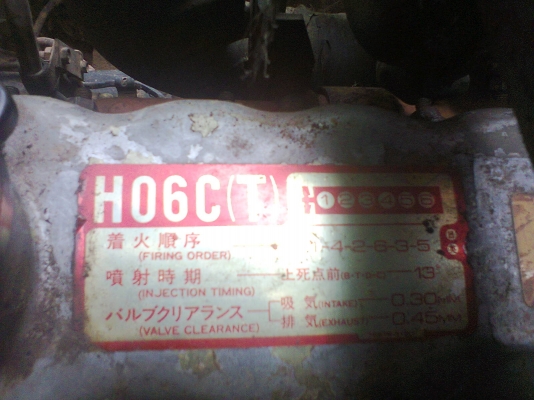 H06C(T) ①②③④⑤⑥
着火順序 1-4-2-6-3-5
(FIRING ORDER)
噴射時期 上死点前(B·T·D·C) 13°
(INJECTION TIMING)
バルブクリアランス 吸気(INTAKE) 0.30MM
(VALVE CLEARANCE) 排気(EXHAUST) 0.45MM